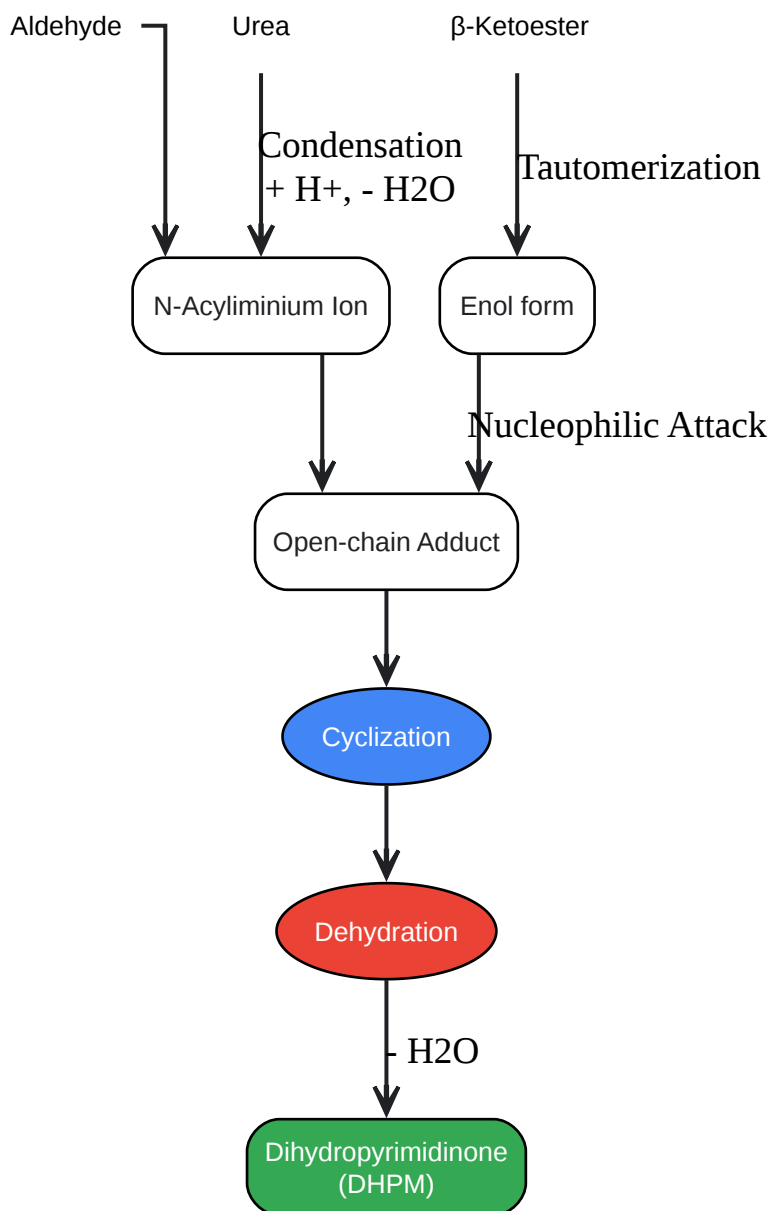 Aldehyde
Urea
β-Ketoester
Condensation
+ H+, - H2O
Tautomerization
N-Acyliminium Ion
Enol form
Nucleophilic Attack
Open-chain Adduct
Cyclization
Dehydration
- H2O
Dihydropyrimidinone
(DHPM)